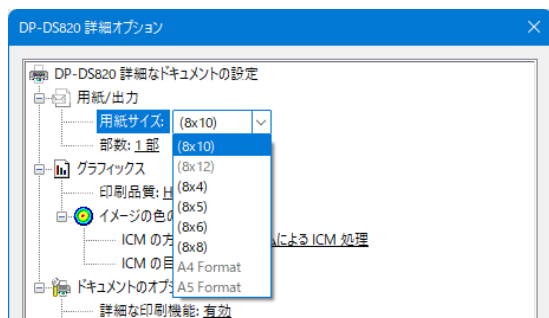 DP-DS820 詳細オプション
DP-DS820 詳細なドキュメントの設定
用紙/出力
用紙サイズ: (8x10)
部数: 1 部
(8x10)
(8x12)
(8x4)
(8x5)
(8x6)
(8x8)
A4 Format
A5 Format
グラフィックス
印刷品質: H
イメージの色の
ICM の方
による ICM 処理
ICM の目
ドキュメントのオプ
詳細な印刷機能: 有効